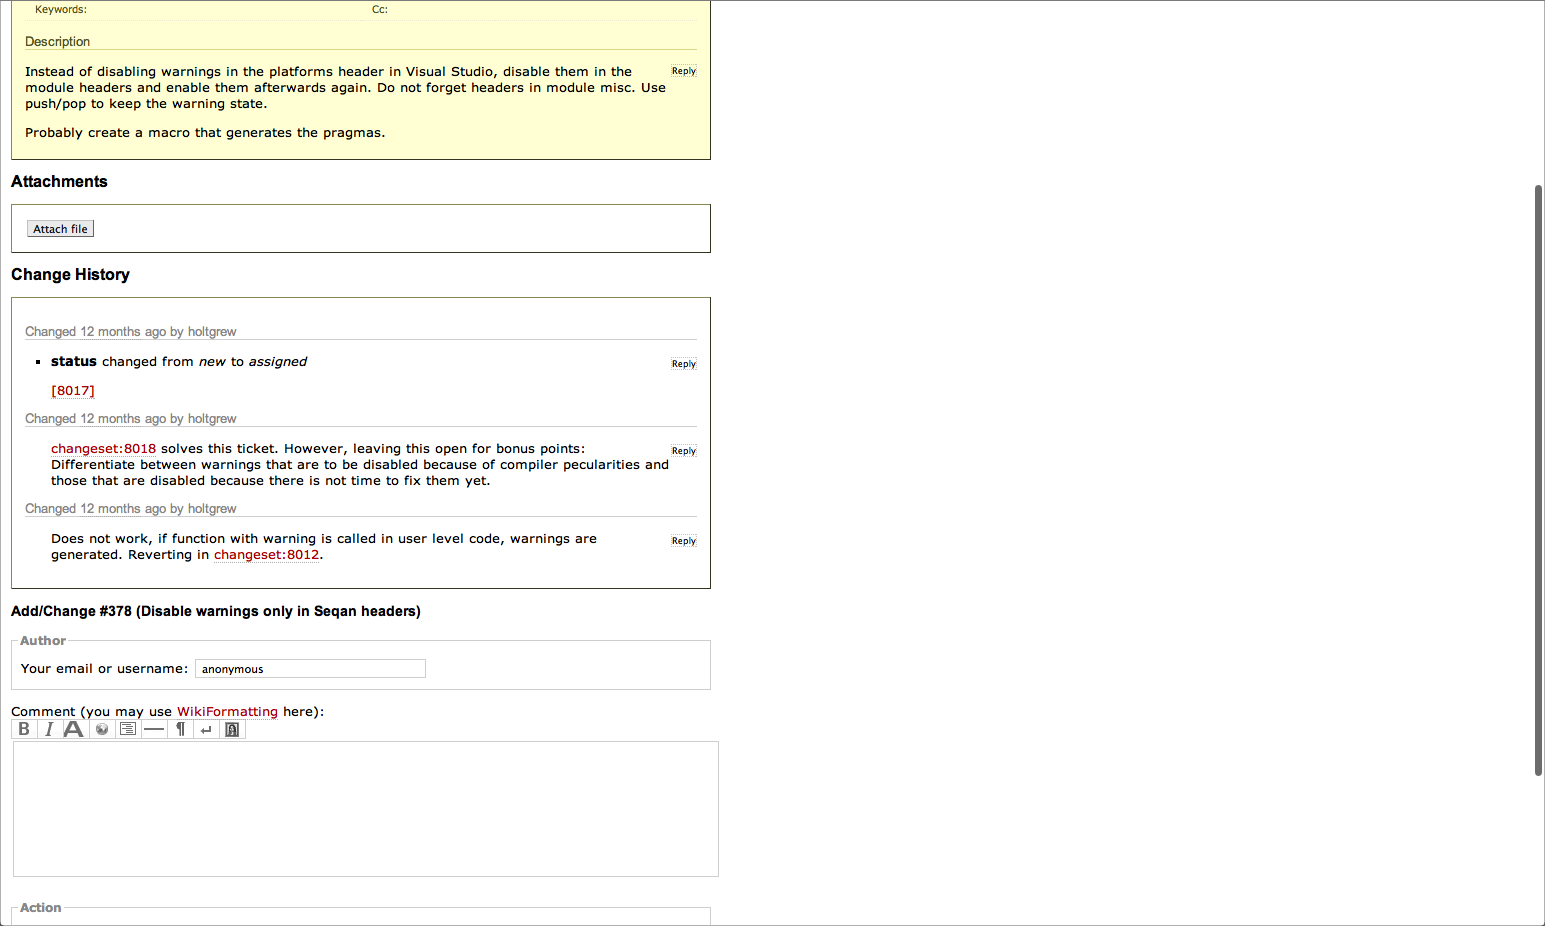 Keywords: Cc:
Description
Instead of disabling warnings in the platforms header in Visual Studio, disable them in the Reply
module headers and enable them afterwards again. Do not forget headers in module misc. Use
push/pop to keep the warning state.
Probably create a macro that generates the pragmas.
Attachments
Attach file
Change History
Changed 12 months ago by holtgrew
▪ status changed from new to assigned Reply
[8017]
Changed 12 months ago by holtgrew
changeset:8018 solves this ticket. However, leaving this open for bonus points: Reply
Differentiate between warnings that are to be disabled because of compiler pecularities and
those that are disabled because there is not time to fix them yet.
Changed 12 months ago by holtgrew
Does not work, if function with warning is called in user level code, warnings are Reply
generated. Reverting in changeset:8012.
Add/Change #378 (Disable warnings only in Seqan headers)
Author
Your email or username: anonymous
Comment (you may use WikiFormatting here):
B I A ¶
Action